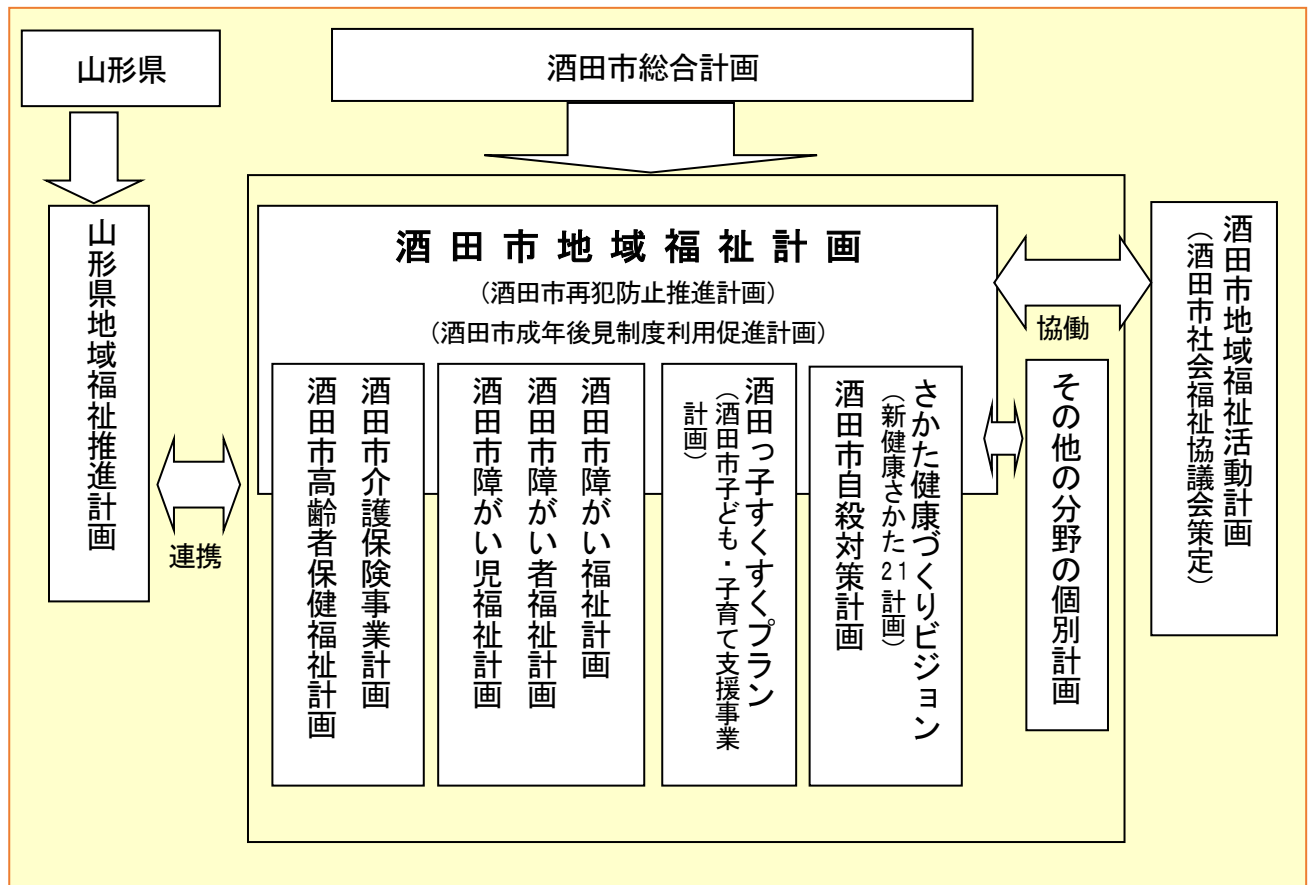 山形県
酒田市総合計画
山形県地域福祉推進計画
連携
酒田市地域福祉計画
(酒田市再犯防止推進計画)
(酒田市成年後見制度利用促進計画)
酒田市介護保険事業計画
酒田市高齢者保健福祉計画
酒田市障がい福祉計画
酒田市障がい者福祉計画
酒田市障がい児福祉計画
酒田っ子すくすくプラン
(酒田市子ども・子育て支援事業
計画)
さかた健康づくりビジョン
(新健康さかた21計画)
酒田市自殺対策計画
協働
その他の分野の個別計画
酒田市地域福祉活動計画
(酒田市社会福祉協議会策定)